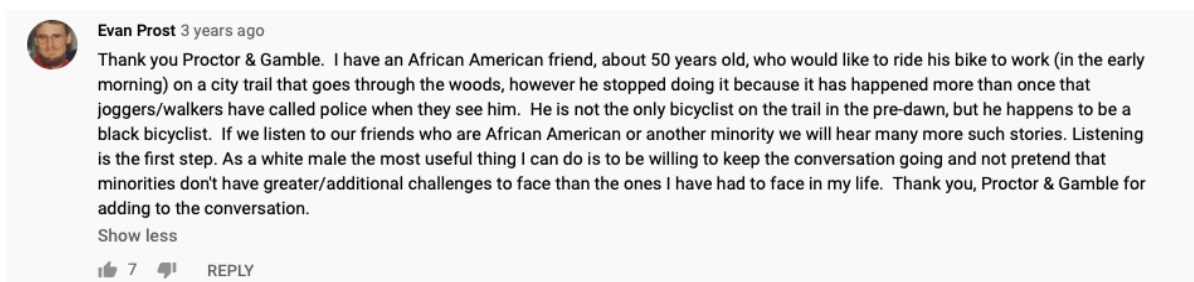 Evan Prost 3 years ago
Thank you Proctor & Gamble.  I have an African American friend, about 50 years old, who would like to ride his bike to work (in the early
morning) on a city trail that goes through the woods, however he stopped doing it because it has happened more than once that
joggers/walkers have called police when they see him.  He is not the only bicyclist on the trail in the pre-dawn, but he happens to be a
black bicyclist.  If we listen to our friends who are African American or another minority we will hear many more such stories. Listening
is the first step. As a white male the most useful thing I can do is to be willing to keep the conversation going and not pretend that
minorities don't have greater/additional challenges to face than the ones I have had to face in my life.  Thank you, Proctor & Gamble for
adding to the conversation.
Show less
7 REPLY